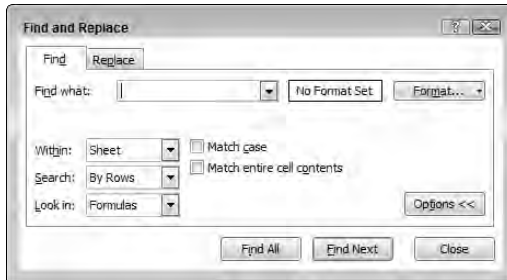 Find and Replace
Find Replace
Find what: No Format Set Format...
Within: Sheet Match case
Match entire cell contents
Search: By Rows
Look in: Formulas Options <<
Find All Find Next Close